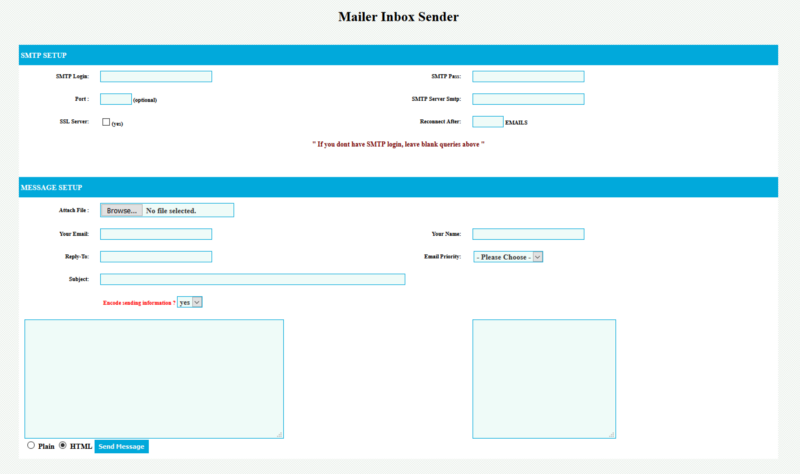 Mailer Inbox Sender
SMTP SETUP
SMTP Login: SMTP Pass:
Port : (optional) SMTP Server Smtp:
SSL Server: (yes) Reconnect After: EMAILS
" If you dont have SMTP login, leave blank queries above "
MESSAGE SETUP
Attach File : Browse... No file selected.
Your Email: Your Name:
Reply-To: Email Priority: - Please Choose -
Subject:
Encode sending information ? yes
Plain HTML Send Message